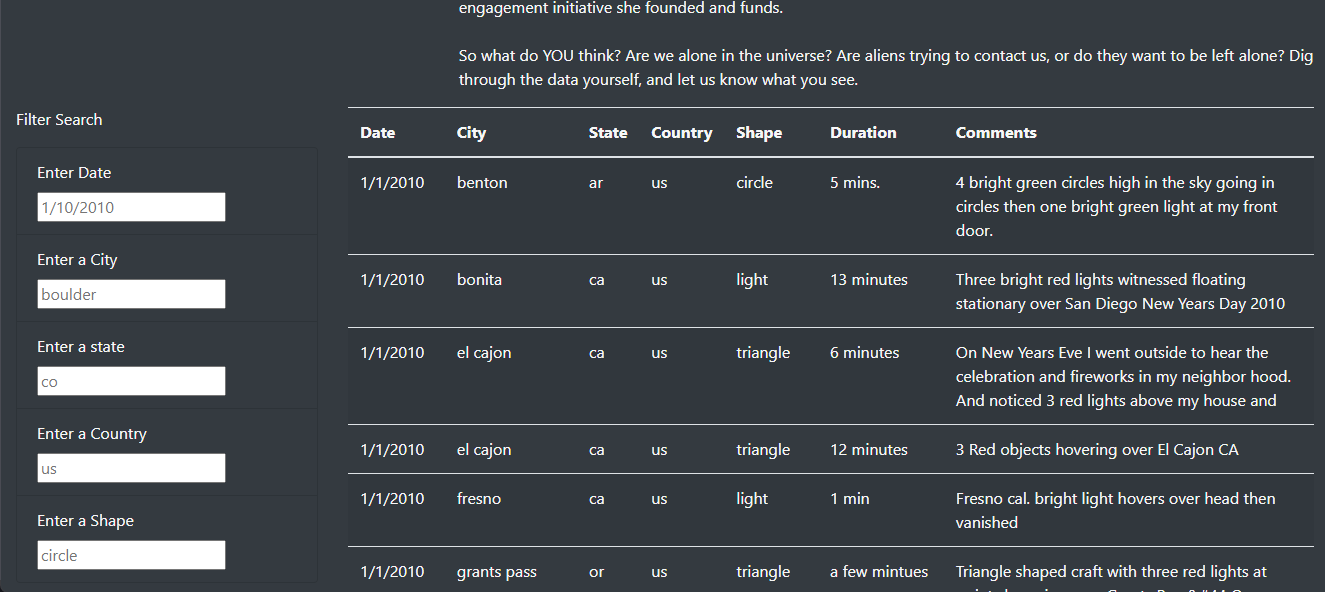 engagement initiative she founded and funds.
So what do YOU think? Are we alone in the universe? Are aliens trying to contact us, or do they want to be left alone? Dig
through the data yourself, and let us know what you see.
Filter Search
Enter Date
1/10/2010
Enter a City
boulder
Enter a state
co
Enter a Country
us
Enter a Shape
circle
Date City State Country Shape Duration Comments
1/1/2010 benton ar us circle 5 mins. 4 bright green circles high in the sky going in
circles then one bright green light at my front
door.
1/1/2010 bonita ca us light 13 minutes Three bright red lights witnessed floating
stationary over San Diego New Years Day 2010
1/1/2010 el cajon ca us triangle 6 minutes On New Years Eve I went outside to hear the
celebration and fireworks in my neighbor hood.
And noticed 3 red lights above my house and
1/1/2010 el cajon ca us triangle 12 minutes 3 Red objects hovering over El Cajon CA
1/1/2010 fresno ca us light 1 min Fresno cal. bright light hovers over head then
vanished
1/1/2010 grants pass or us triangle a few mintues Triangle shaped craft with three red lights at